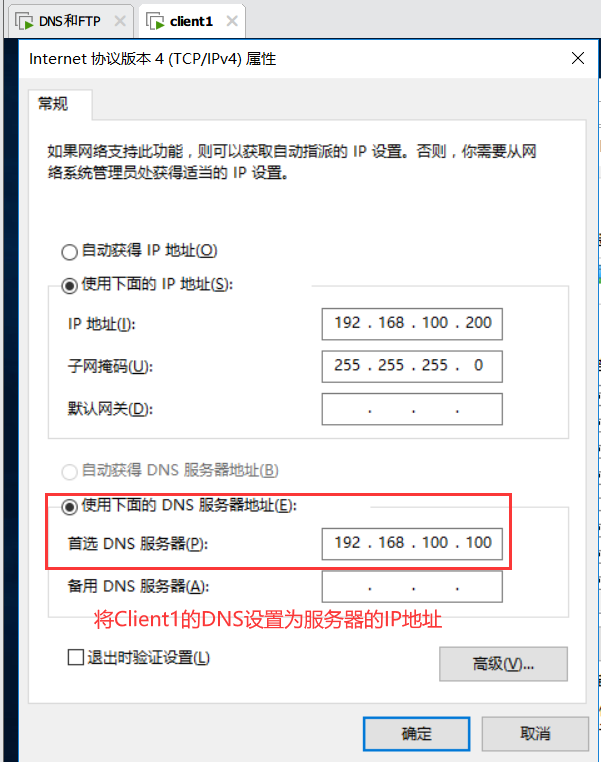 DNS和FTP
client1
Internet 协议版本 4 (TCP/IPv4) 属性
常规
如果网络支持此功能，则可以获取自动指派的 IP 设置。否则，你需要从网
络系统管理员处获得适当的 IP 设置。
自动获得 IP 地址(O)
使用下面的 IP 地址(S):
IP 地址(I):
192 . 168 . 100 . 200
子网掩码(U):
255 . 255 . 255 . 0
默认网关(D):
. . .
自动获得 DNS 服务器地址(B)
使用下面的 DNS 服务器地址(E):
首选 DNS 服务器(P):
192 . 168 . 100 . 100
备用 DNS 服务器(A):
. . .
将Client1的DNS设置为服务器的IP地址
退出时验证设置(L)
高级(V)...
确定
取消